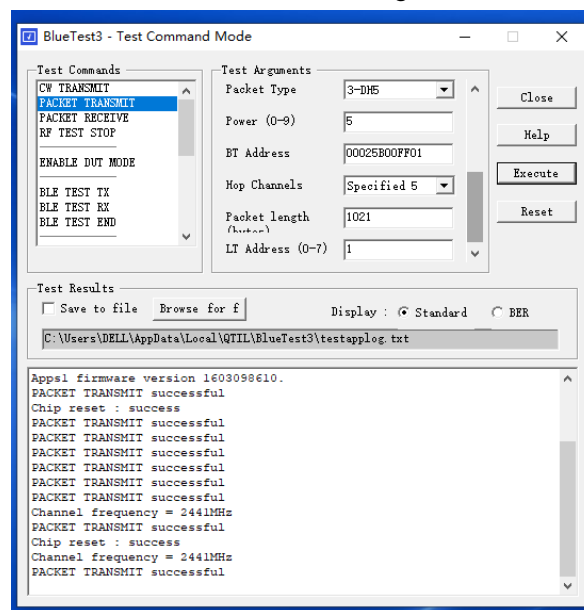 BlueTest3 - Test Command Mode
Test Commands
CW TRANSMIT
PACKET TRANSMIT
PACKET RECEIVE
RF TEST STOP
ENABLE DUT MODE
BLE TEST TX
BLE TEST RX
BLE TEST END
Test Arguments
Packet Type 3-DH5
Power (0-9) 5
BT Address 00025B00FF01
Hop Channels Specified 5
Packet length 1021
(bytes)
LT Address (0-7) 1
Close
Help
Execute
Reset
Test Results
Save to file Browse for f Display : Standard BER
C:\Users\DELL\AppData\Local\QTIL\BlueTest3\testapplog.txt
Apps1 firmware version 1603098610.
PACKET TRANSMIT successful
Chip reset : success
PACKET TRANSMIT successful
PACKET TRANSMIT successful
PACKET TRANSMIT successful
PACKET TRANSMIT successful
PACKET TRANSMIT successful
PACKET TRANSMIT successful
Channel frequency = 2441MHz
PACKET TRANSMIT successful
Chip reset : success
Channel frequency = 2441MHz
PACKET TRANSMIT successful